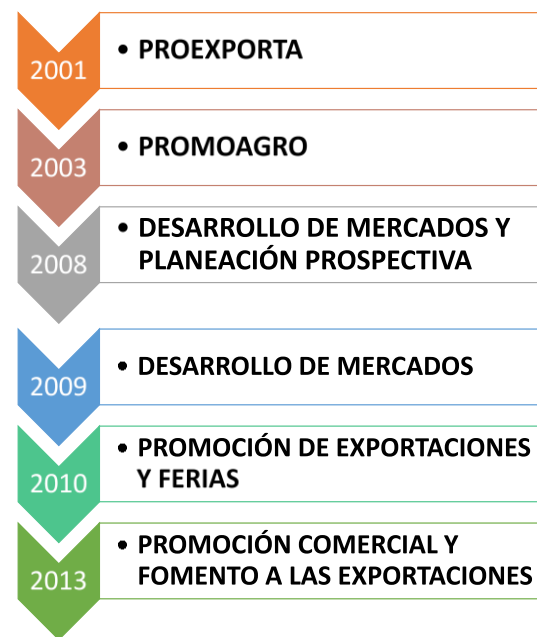 2001
• PROEXPORTA
2003
• PROMOAGRO
2008
• DESARROLLO DE MERCADOS Y
PLANEACIÓN PROSPECTIVA
2009
• DESARROLLO DE MERCADOS
2010
• PROMOCIÓN DE EXPORTACIONES
Y FERIAS
2013
• PROMOCIÓN COMERCIAL Y
FOMENTO A LAS EXPORTACIONES